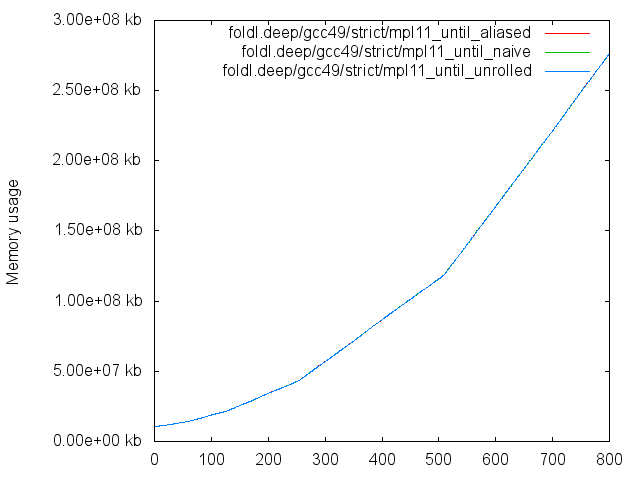 3.00e+08 kb
2.50e+08 kb
2.00e+08 kb
1.50e+08 kb
1.00e+08 kb
5.00e+07 kb
0.00e+00 kb
Memory usage
foldl.deep/gcc49/strict/mpl11_until_aliased
foldl.deep/gcc49/strict/mpl11_until_naive
foldl.deep/gcc49/strict/mpl11_until_unrolled
0 100 200 300 400 500 600 700 800